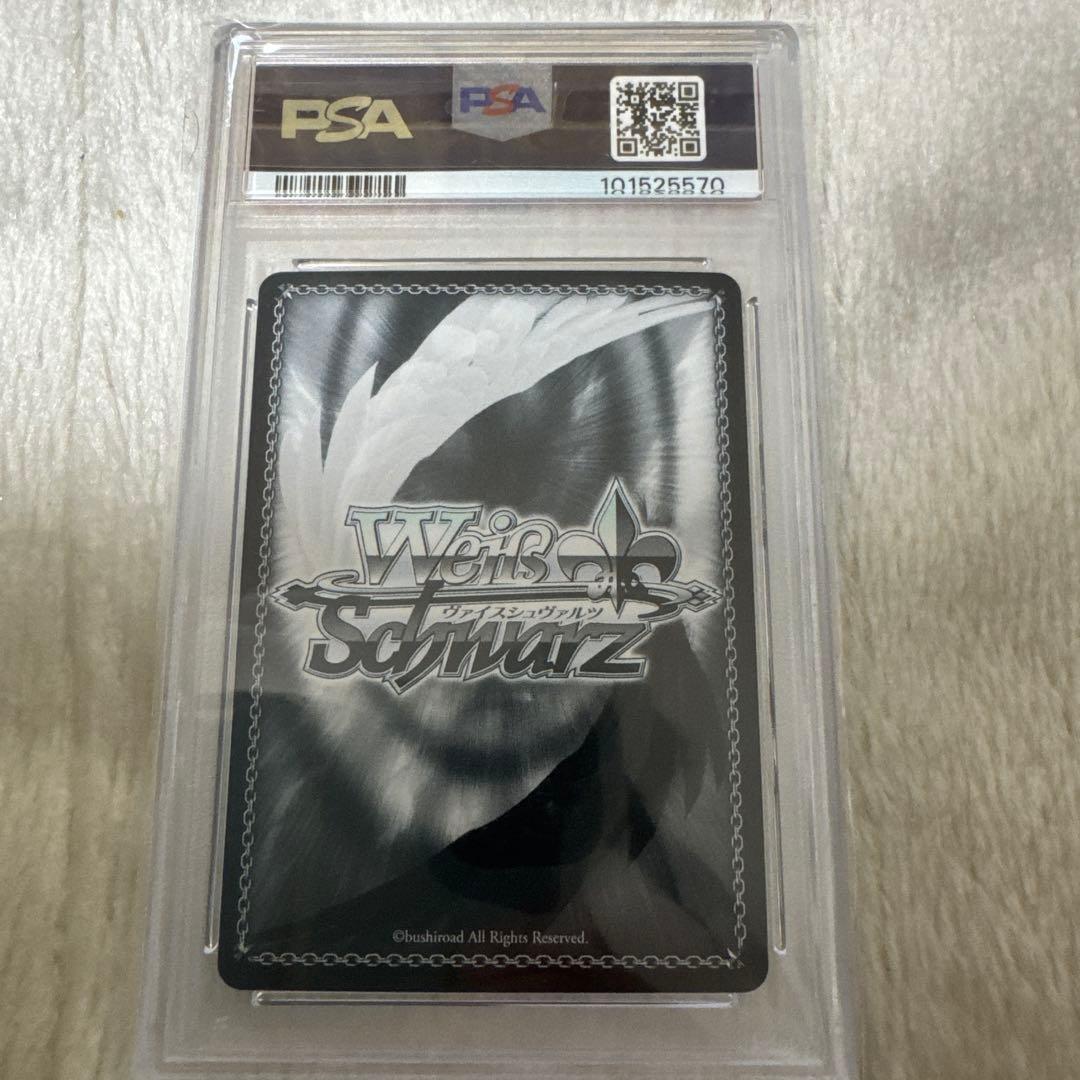 PSA
PSA
101525570
Weiß
ヴァイスシュヴァルツ
Schwarz
©bushiroad All Rights Reserved.